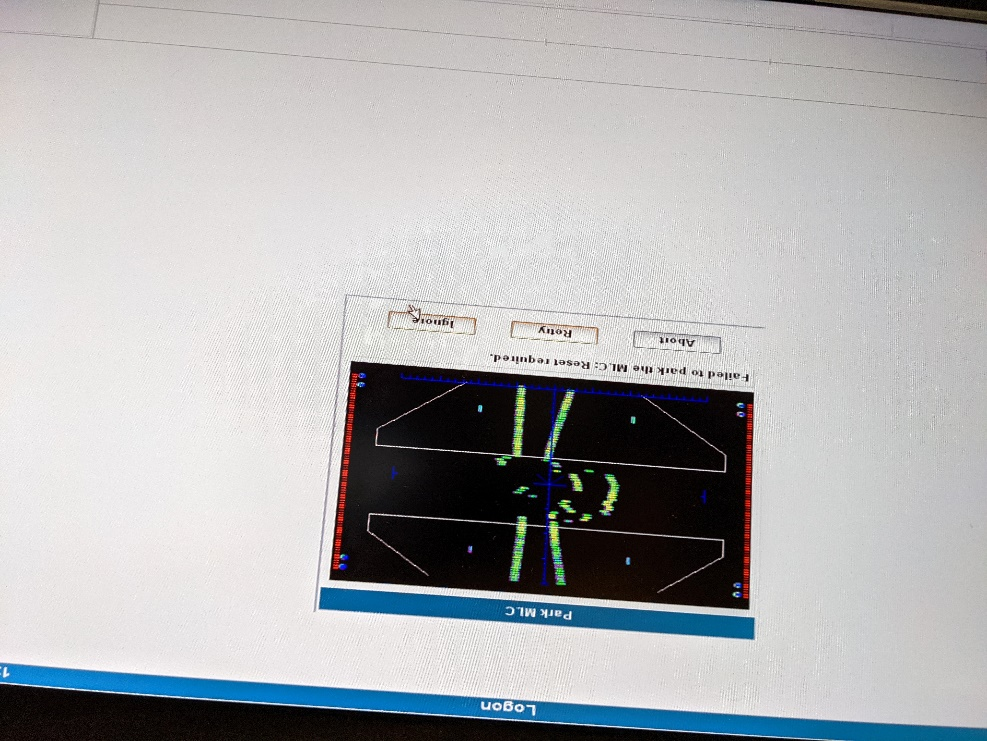 Logon
Park MLC
Failed to park the MLC: Reset required.
Abort
Retry
Ignore